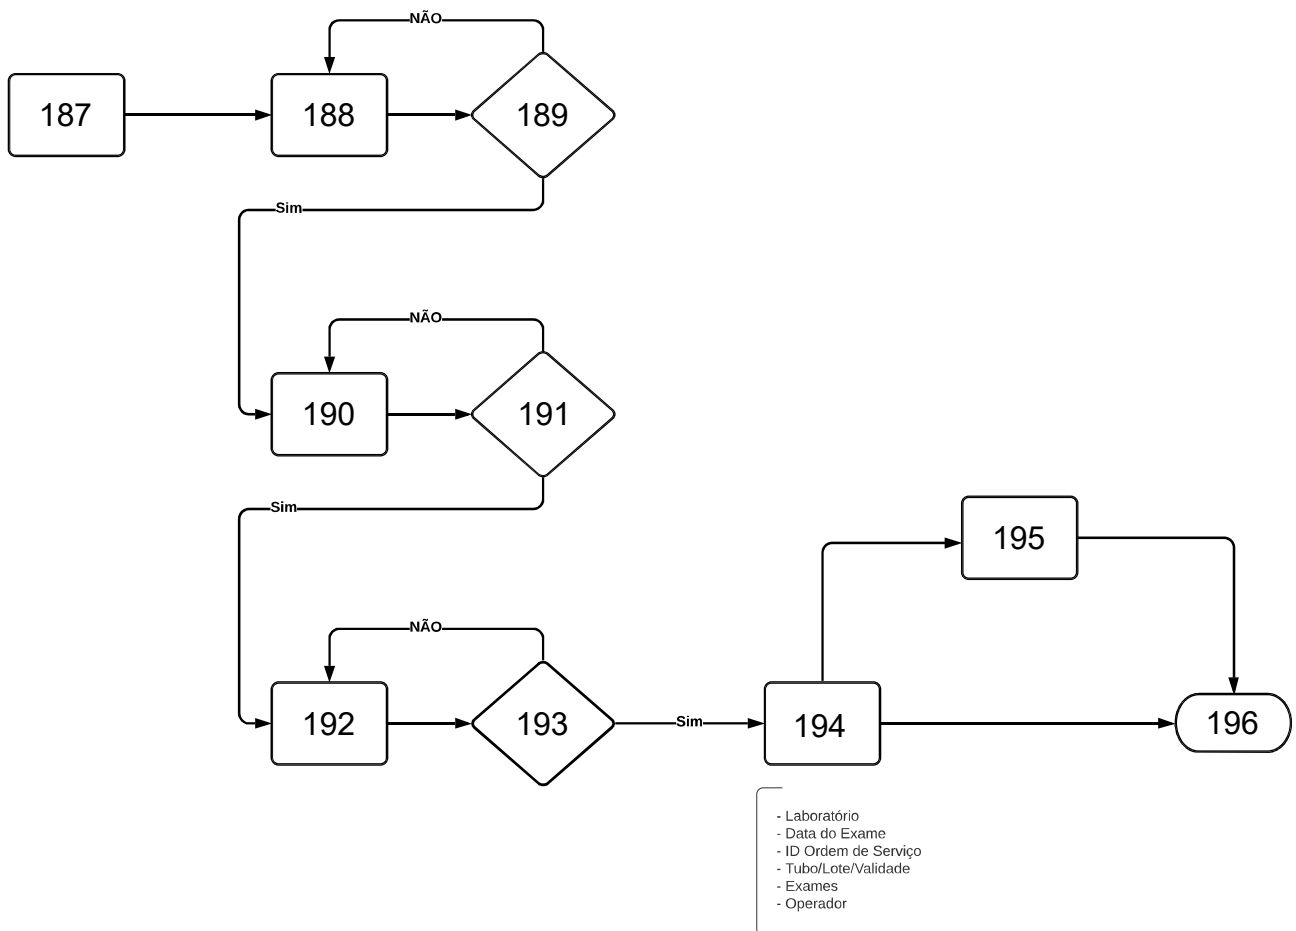 NÃO
187
188
189
Sim
NÃO
190
191
Sim
195
NÃO
192
193
Sim
194
196
- Laboratório
- Data do Exame
- ID Ordem de Serviço
- Tubo/Lote/Validade
- Exames
- Operador